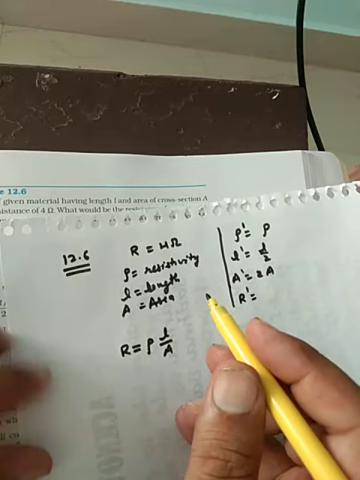 e 12.6
given material having length l and area of cross-section A
istance of 4 Ω. What would be the
12.6
R = 4Ω
ρ = resistivity
l = length
A = Area
R = ρ l/A
ρ' = ρ
l' = l/2
A' = 2A
R' =